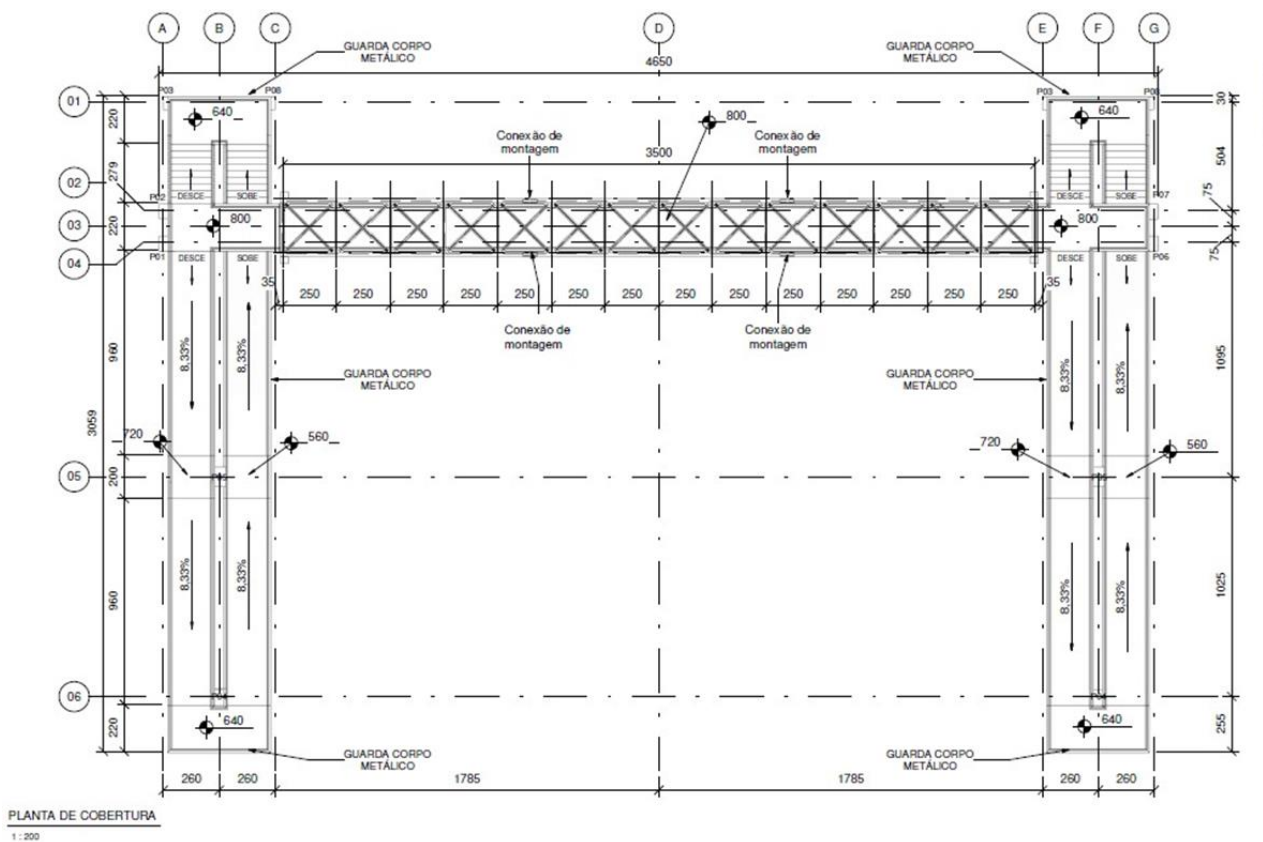 A B C D E F G
GUARDA CORPO
METÁLICO
GUARDA CORPO
METÁLICO
4650
P03 P08 P03 P08
01
640 640
220
30
800
Conexão de
montagem
Conexão de
montagem
3500
504
279
02
DESCE SOBE DESCE SOBE
P02 P07
75
03
220
800 800
04
P01 P06
75
DESCE SOBE DESCE SOBE
35 35
250 250 250 250 250 250 250 250 250 250 250 250 250 250
Conexão de
montagem
Conexão de
montagem
960
8,33% 8,33% 8,33% 8,33%
1095
GUARDA CORPO
METÁLICO
GUARDA CORPO
METÁLICO
3059
720 560 720 560
05
200
P05 P05
8,33% 8,33% 8,33% 8,33%
960
1025
06
P04 P04
220
640 640
255
GUARDA CORPO
METÁLICO
GUARDA CORPO
METÁLICO
260 260 1785 1785 260 260
PLANTA DE COBERTURA
1 : 200